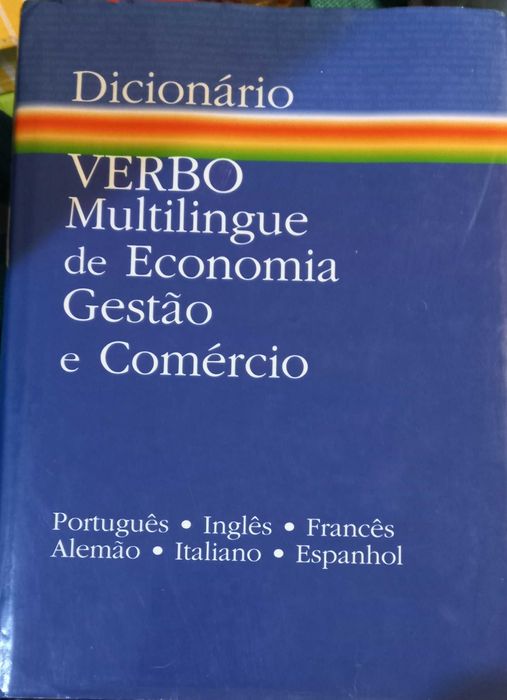 Dicionário
VERBO
Multilingue
de Economia
Gestão
e Comércio
Português • Inglês • Francês
Alemão • Italiano • Espanhol